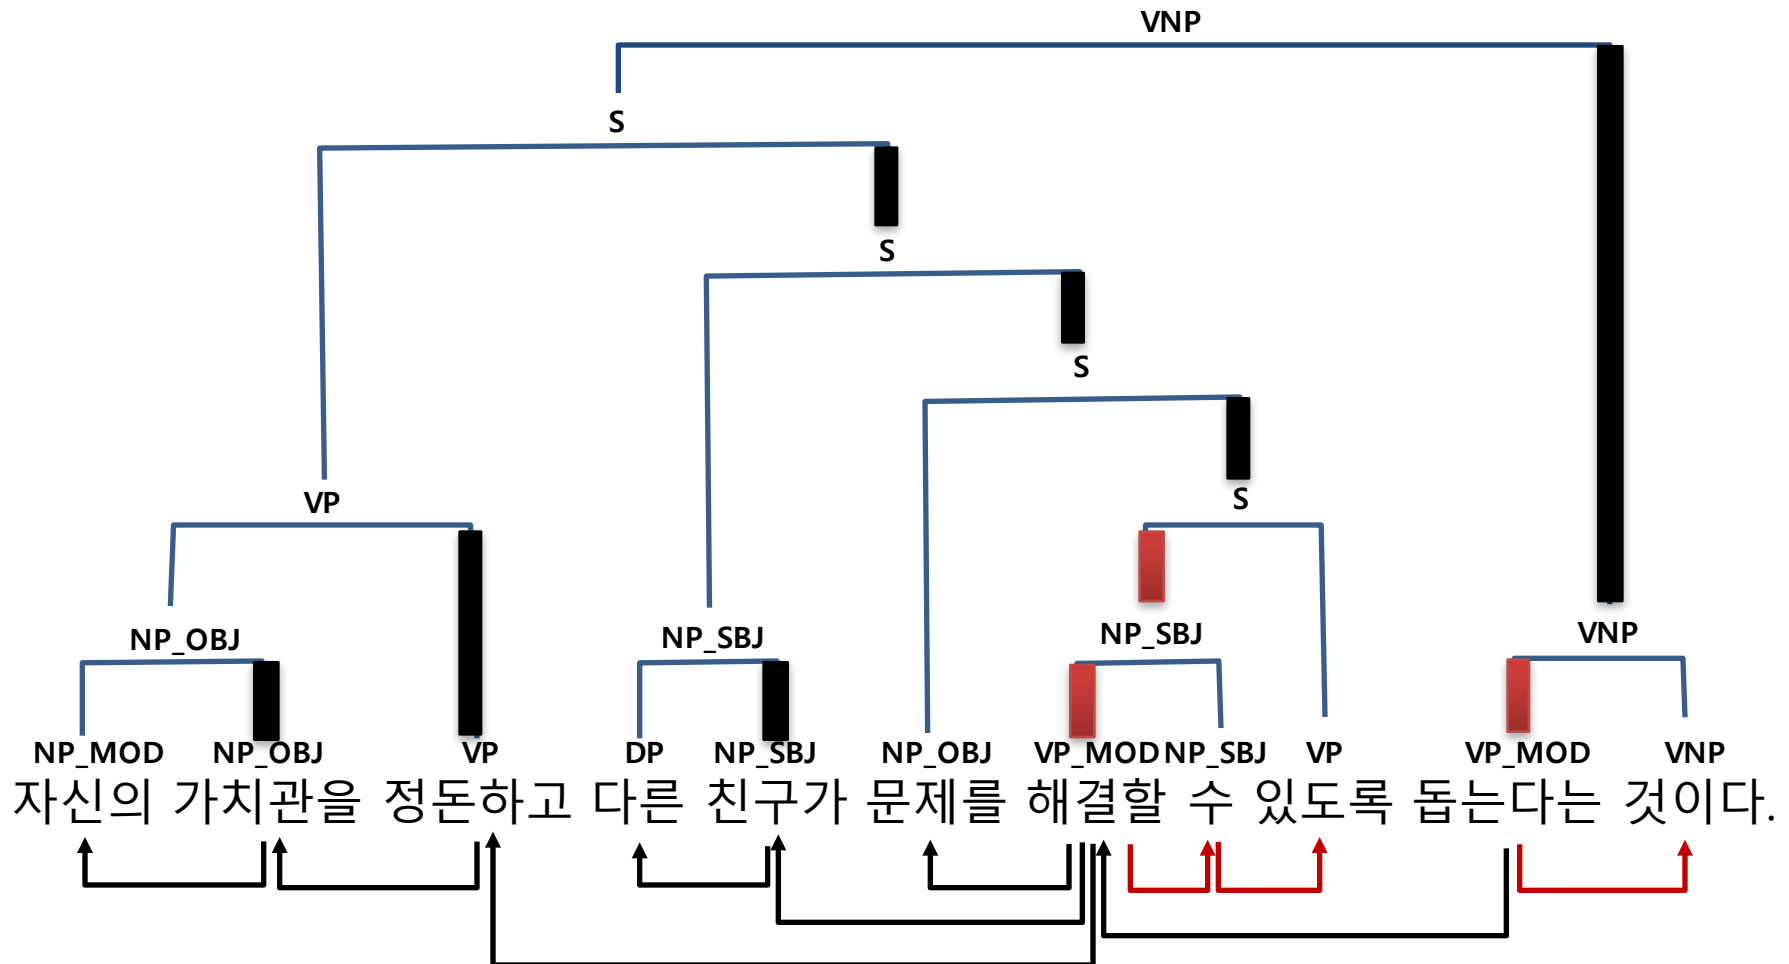 VNP
S
S
S
VP
S
NP_OBJ
NP_SBJ
NP_SBJ
VNP
NP_MOD NP_OBJ VP DP NP_SBJ NP_OBJ VP_MOD NP_SBJ VP VP_MOD VNP
자신의 가치관을 정돈하고 다른 친구가 문제를 해결할 수 있도록 돕는다는 것이다.